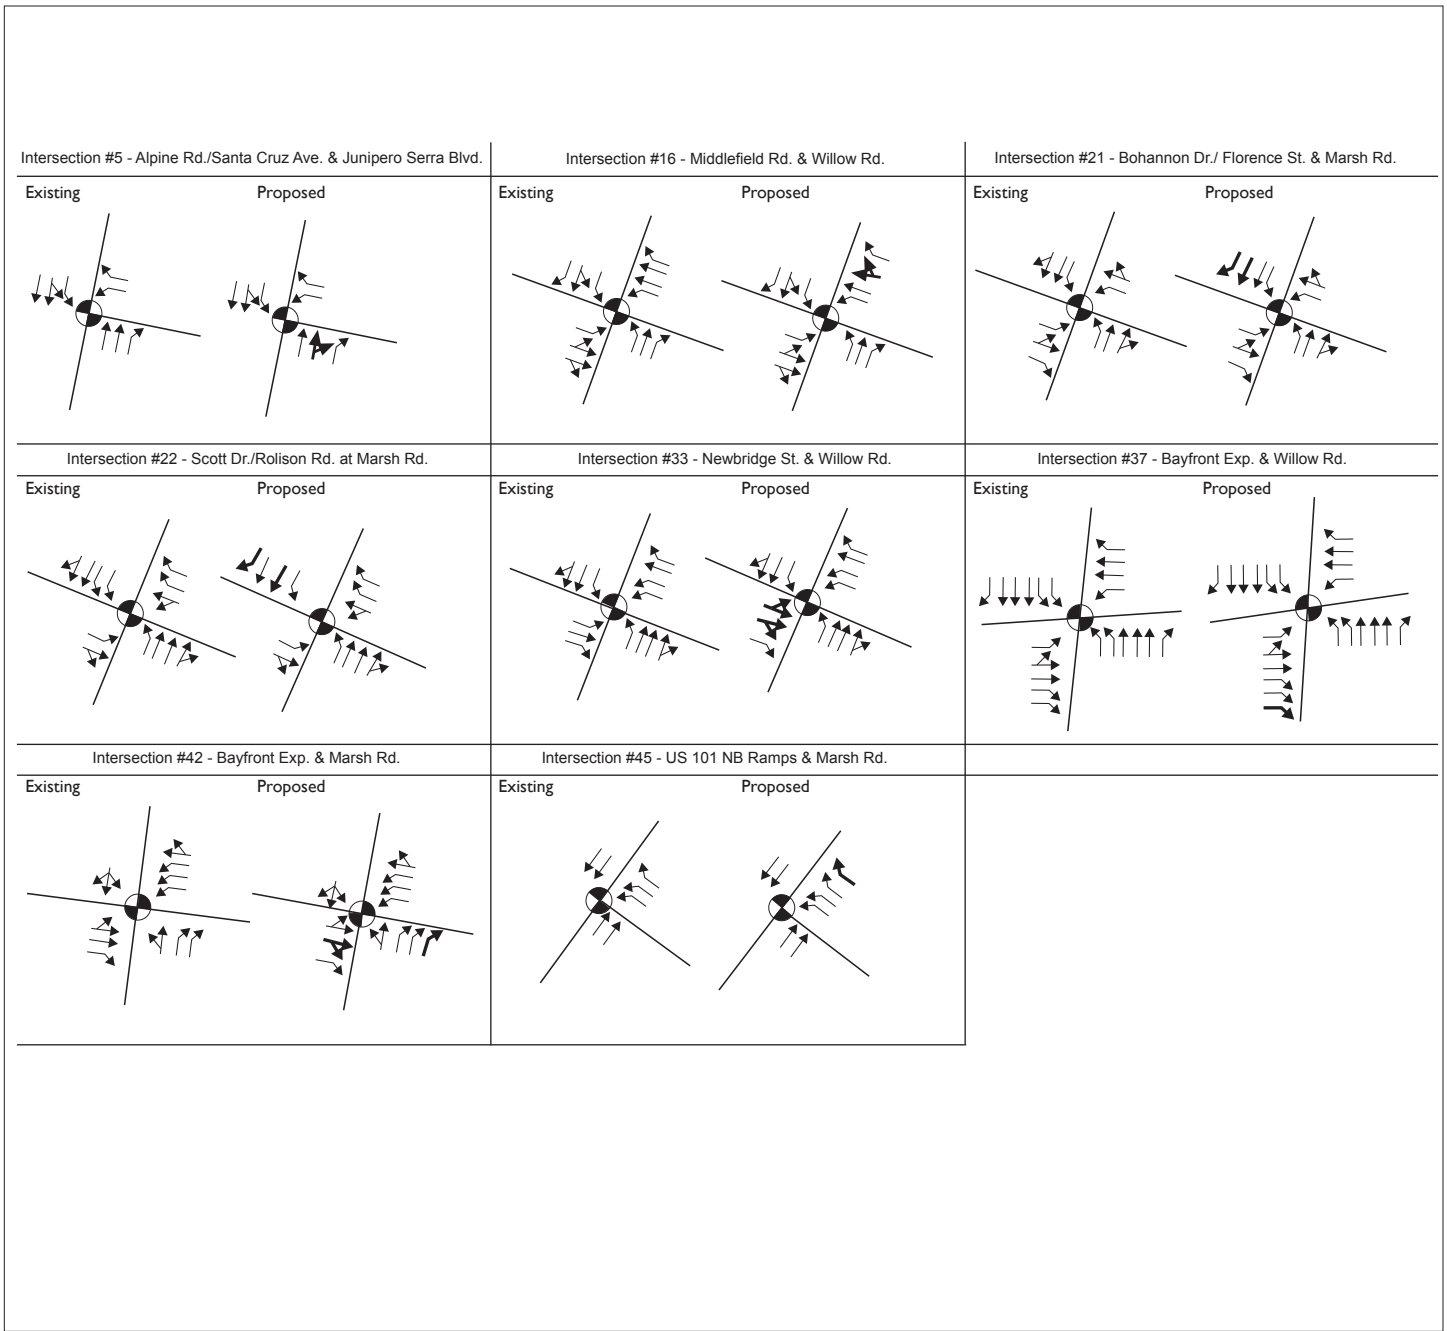 Intersection #5 - Alpine Rd./Santa Cruz Ave. & Junipero Serra Blvd.
Existing
Proposed
Intersection #16 - Middlefield Rd. & Willow Rd.
Existing
Proposed
Intersection #21 - Bohannon Dr./ Florence St. & Marsh Rd.
Existing
Proposed
Intersection #22 - Scott Dr./Rolison Rd. at Marsh Rd.
Existing
Proposed
Intersection #33 - Newbridge St. & Willow Rd.
Existing
Proposed
Intersection #37 - Bayfront Exp. & Willow Rd.
Existing
Proposed
Intersection #42 - Bayfront Exp. & Marsh Rd.
Existing
Proposed
Intersection #45 - US 101 NB Ramps & Marsh Rd.
Existing
Proposed